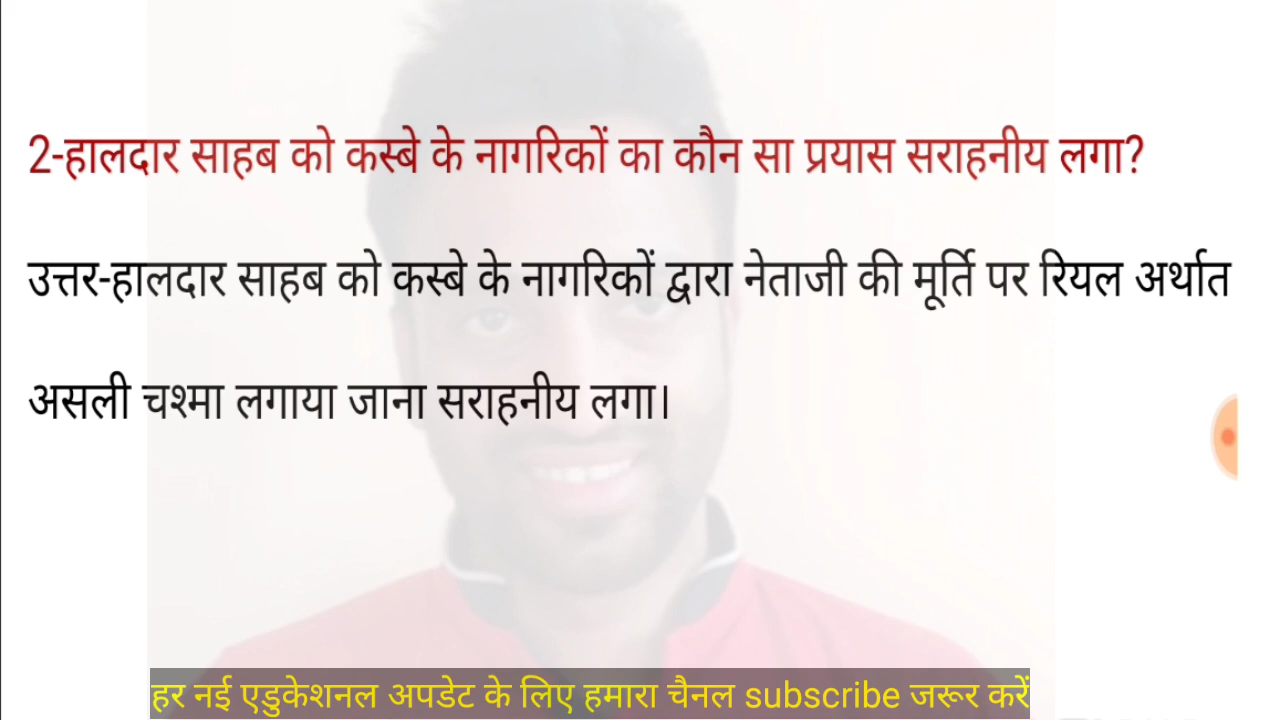 2-हालदार साहब को कस्बे के नागरिकों का कौन सा प्रयास सराहनीय लगा?
उत्तर-हालदार साहब को कस्बे के नागरिकों द्वारा नेताजी की मूर्ति पर रियल अर्थात
असली चश्मा लगाया जाना सराहनीय लगा।
हर नई एडुकेशनल अपडेट के लिए हमारा चैनल subscribe जरूर करें